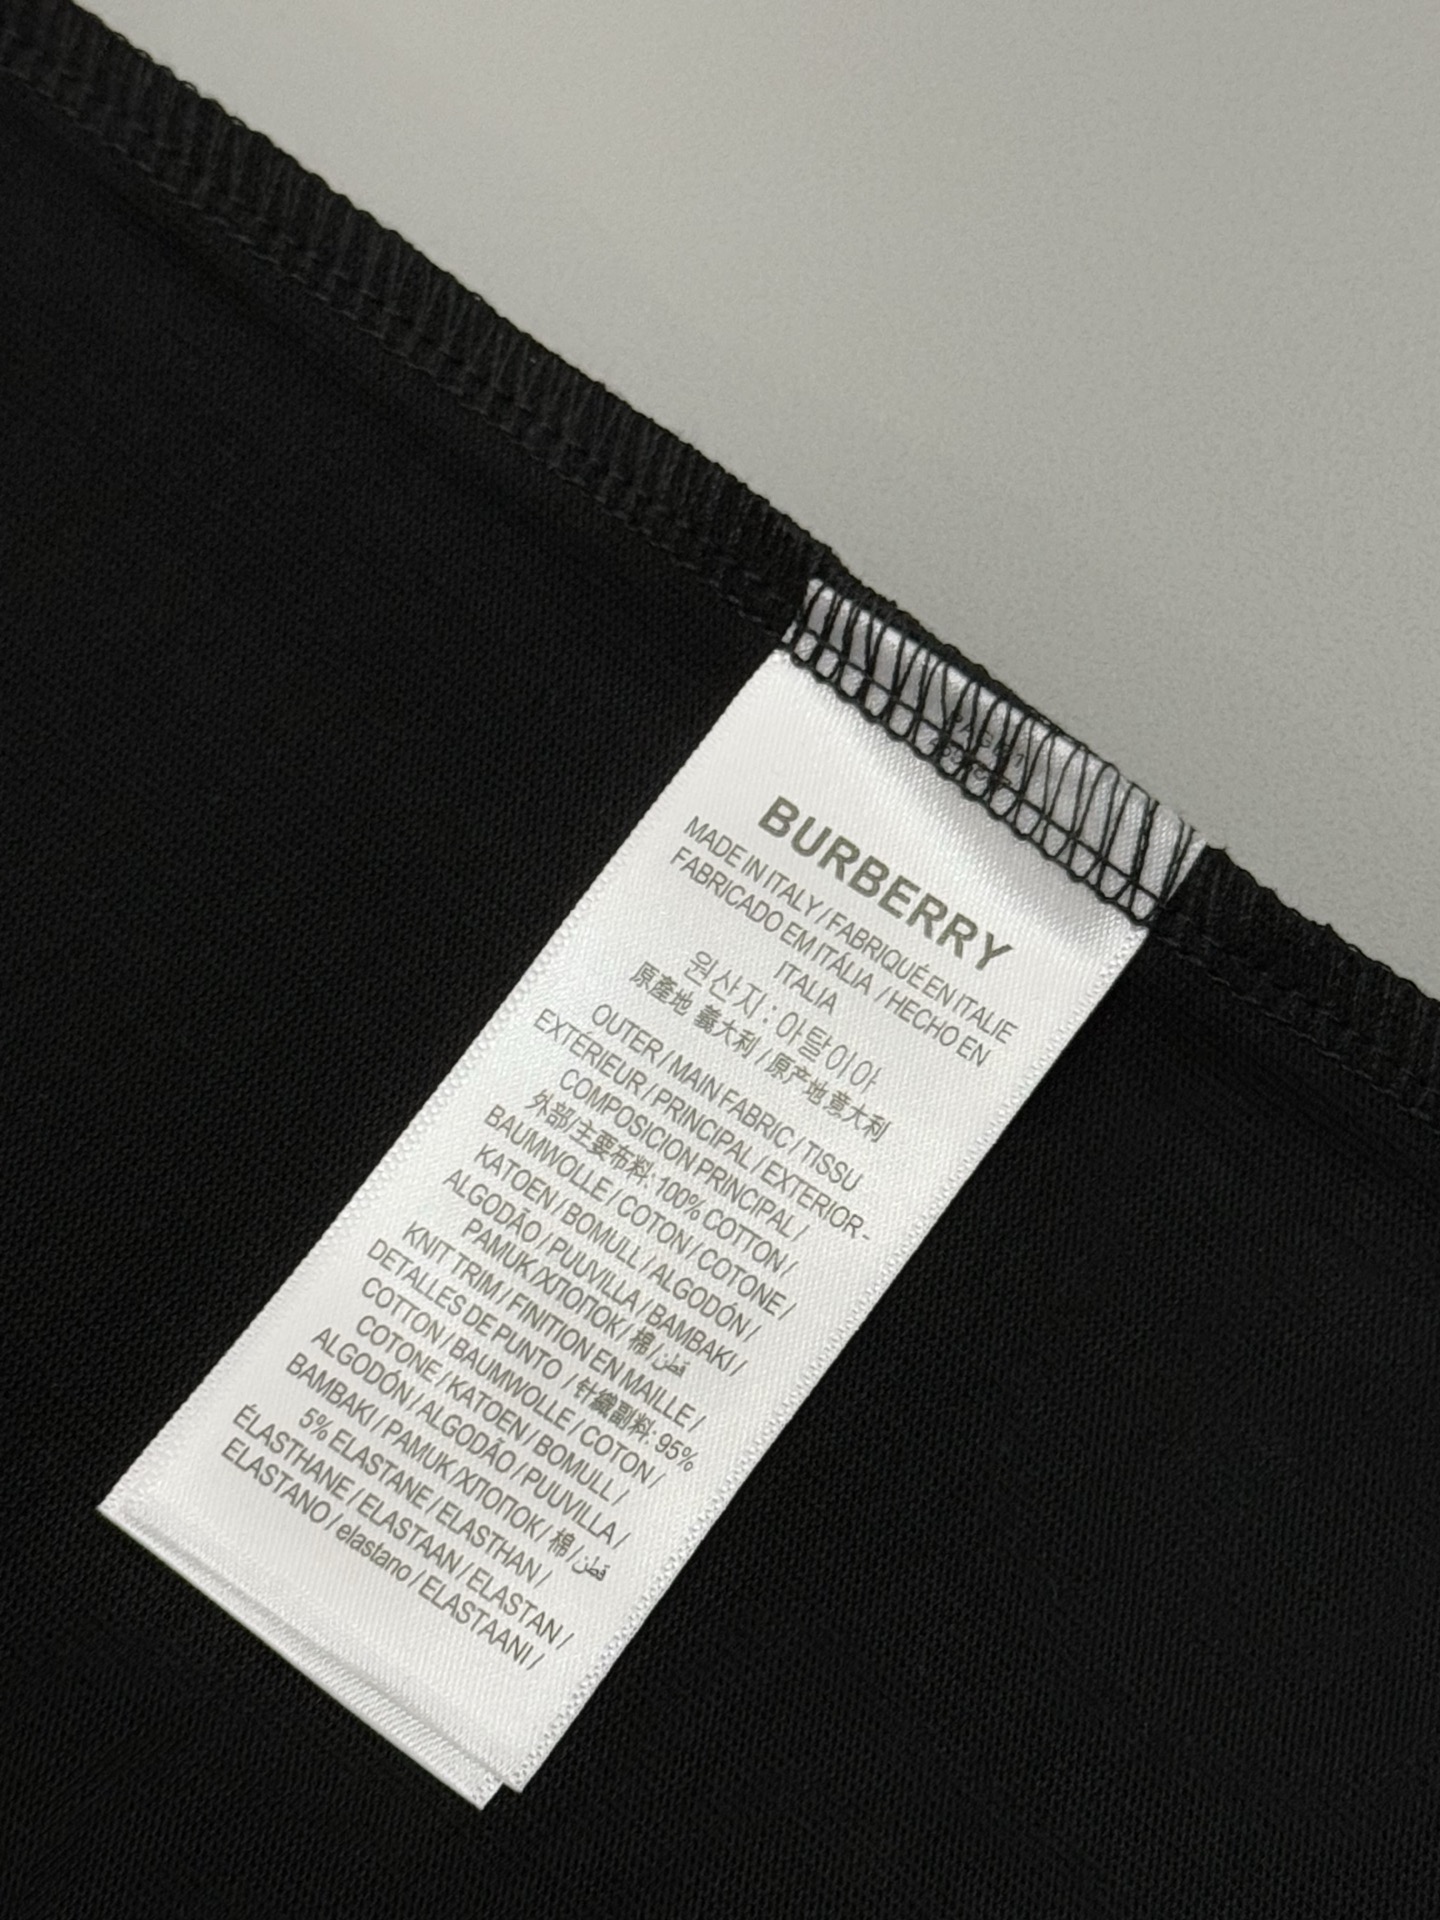 BURBERRY
MADE IN ITALY / FABRIQUÉ EN ITALIE
FABRICADO EM ITÁLIA / HECHO EN
ITALIA
원산지 : 아탈이아
原產地 義大利 / 原产地意大利
OUTER / MAIN FABRIC / TISSU
EXTERIEUR / PRINCIPAL / EXTERIOR-
COMPOSICION PRINCIPAL /
外部/主要布料: 100% COTTON /
BAUMWOLLE / COTON / COTONE /
KATOEN / BOMULL / ALGODÓN /
ALGODÃO / PUUVILLA / BAMBAKI /
PAMUK /ХЛОПОК/ 棉/قطن
KNIT TRIM / FINITION EN MAILLE /
DETALLES DE PUNTO / 针織副料: 95%
COTTON / BAUMWOLLE / COTON /
COTONE / KATOEN / BOMULL /
ALGODÓN / ALGODÃO / PUUVILLA /
BAMBAKI / PAMUK /ХЛОПОК/ 棉/قطن
5% ELASTANE / ELASTHAN /
ÉLASTHANE / ELASTAAN / ELASTAN /
ELASTANO / elastano / ELASTAANI /